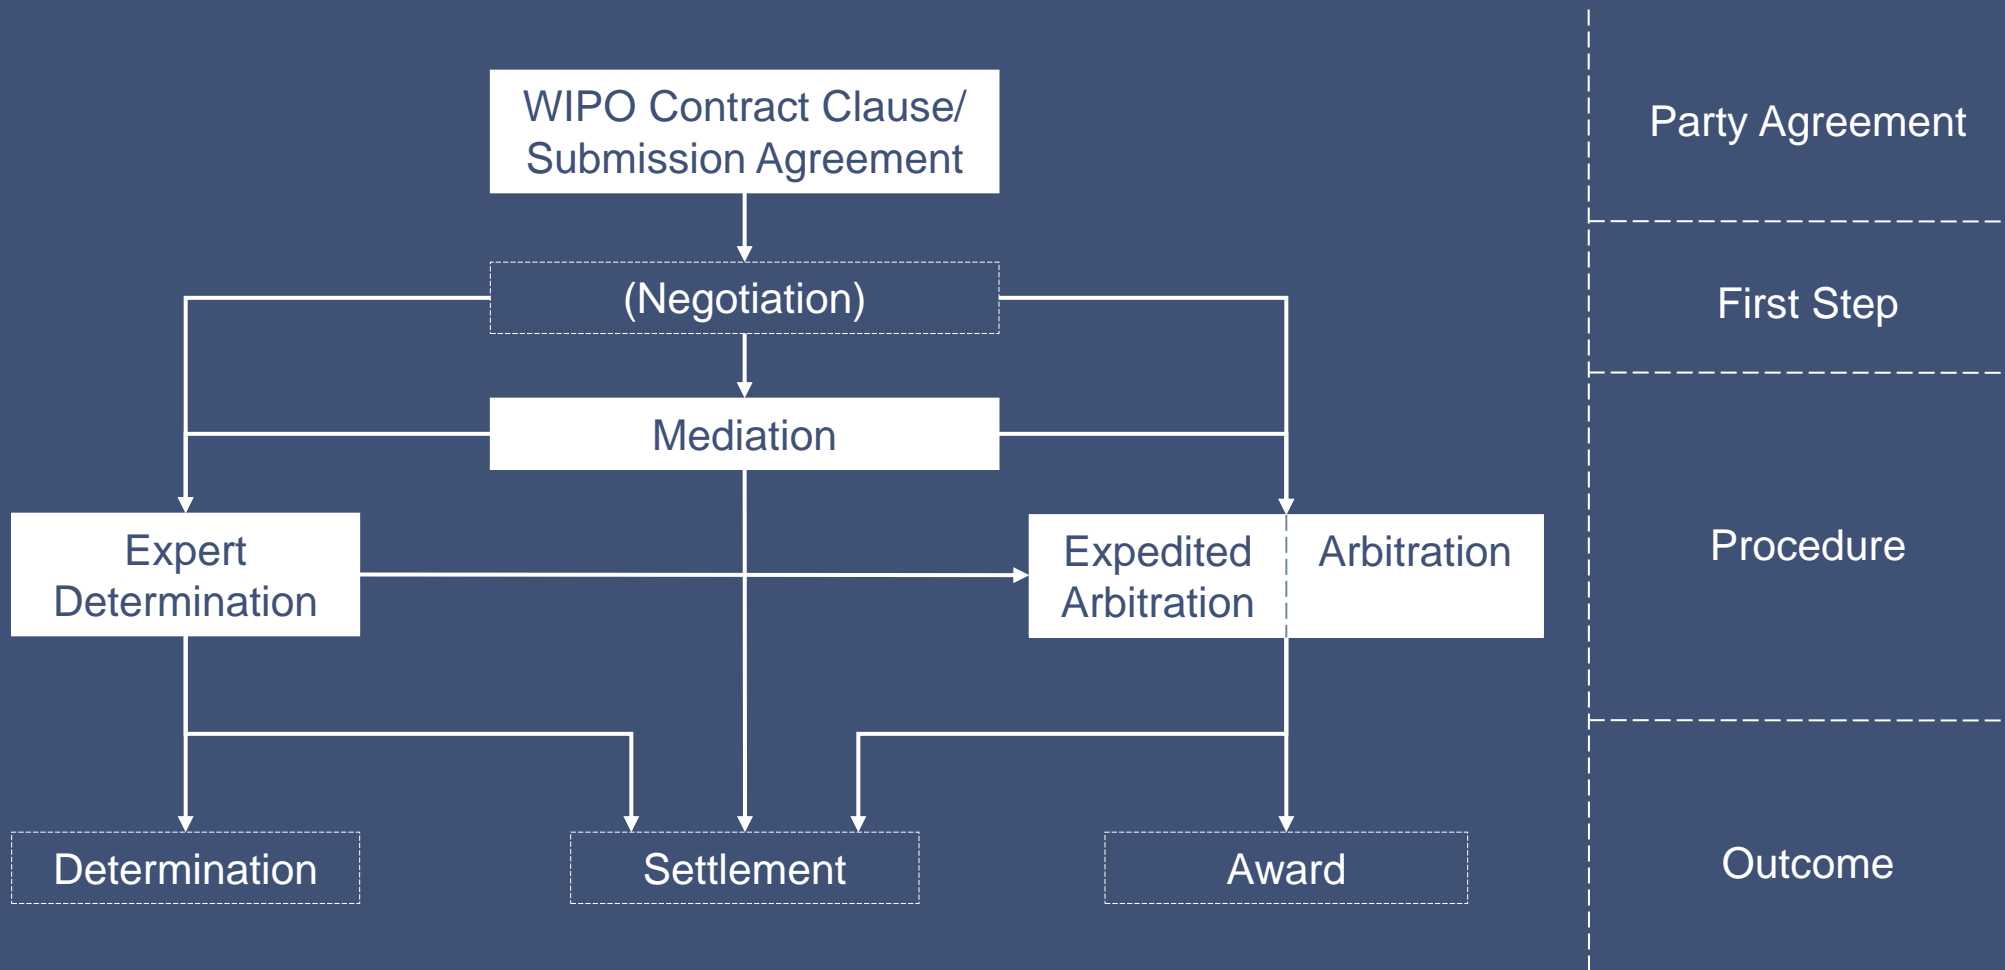 WIPO Contract Clause/
Submission Agreement
Party Agreement
(Negotiation)
First Step
Mediation
Expert
Determination
Expedited
Arbitration
Arbitration
Procedure
Determination
Settlement
Award
Outcome